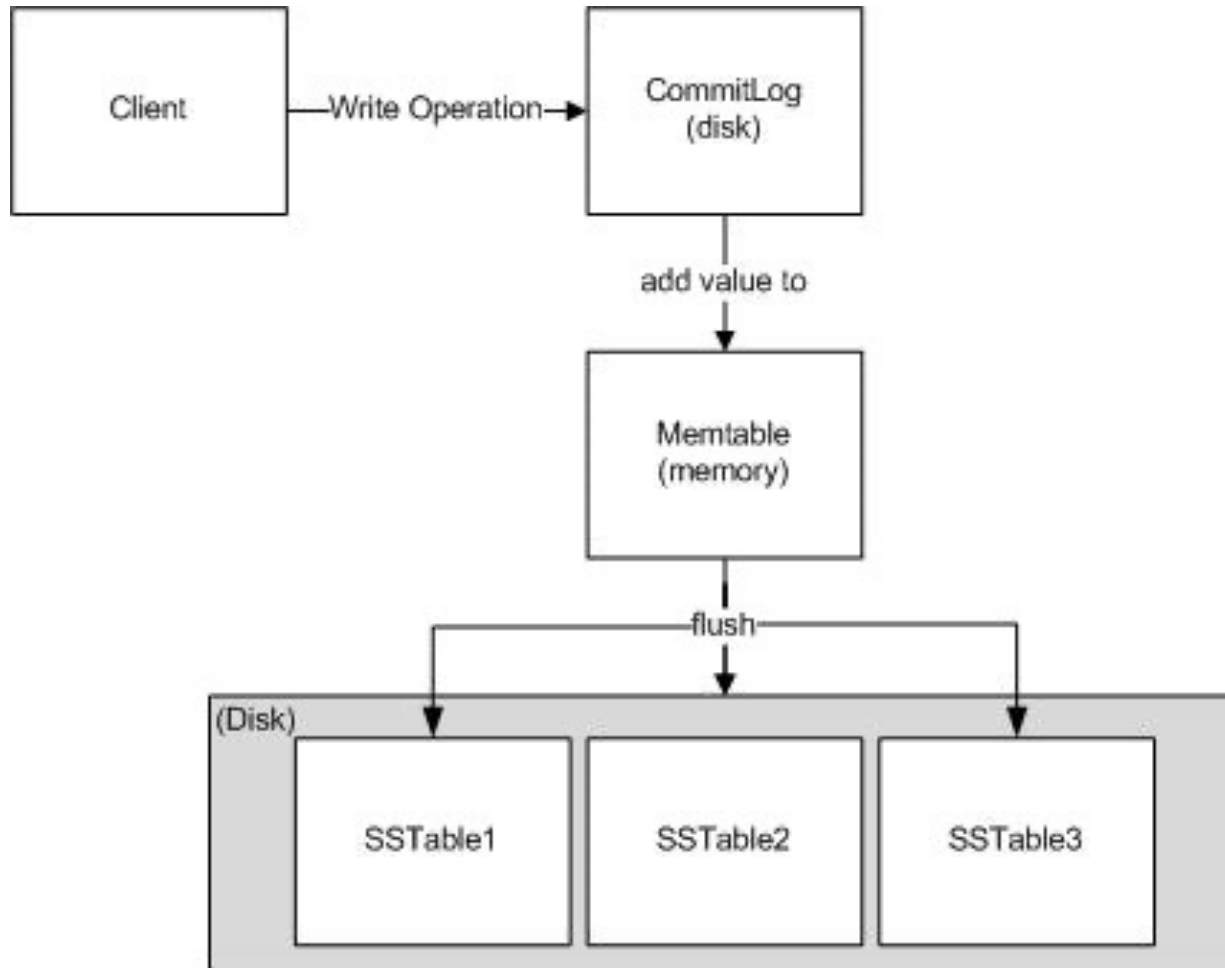 Client
Write Operation
CommitLog
(disk)
add value to
Memtable
(memory)
flush
(Disk)
SSTable1
SSTable2
SSTable3